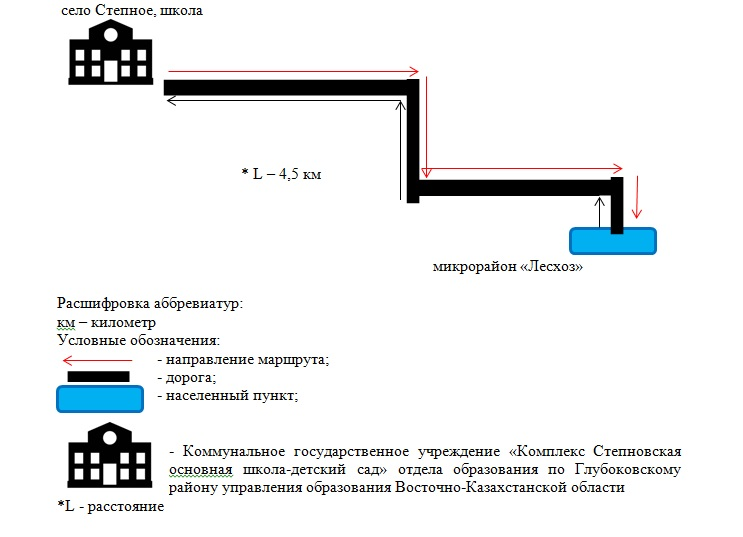 село Степное, школа
* L – 4,5 км
микрорайон «Лесхоз»
Расшифровка аббревиатур:
км – километр
Условные обозначения:
- направление маршрута;
- дорога;
- населенный пункт;
- Коммунальное государственное учреждение «Комплекс Степновская
основная школа-детский сад» отдела образования по Глубоковскому
району управления образования Восточно-Казахстанской области
*L - расстояние